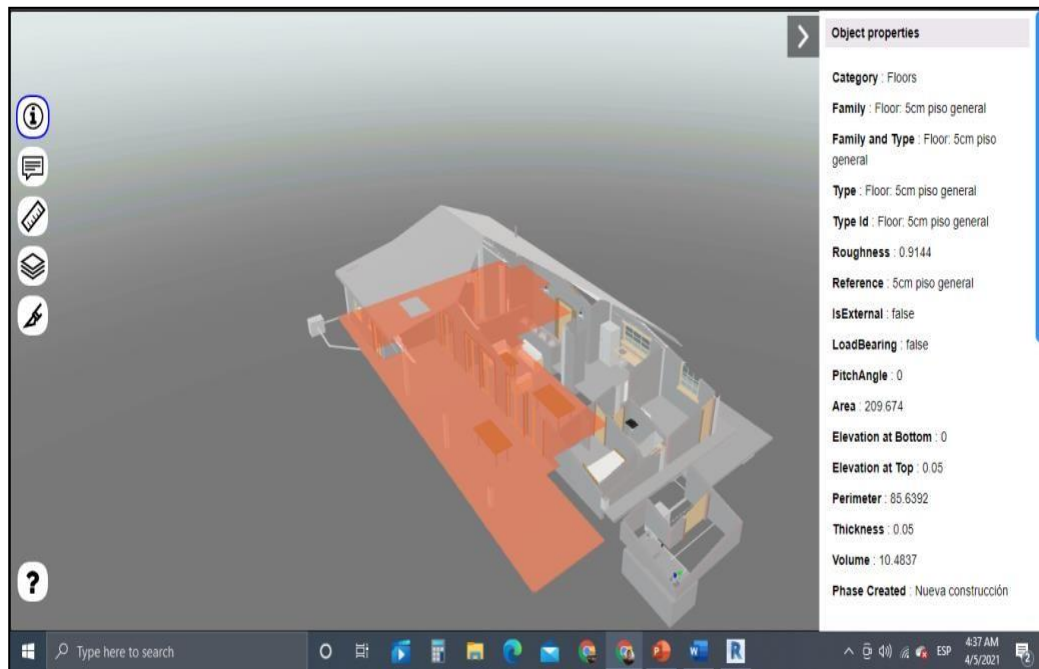 Object properties
Category : Floors
Family : Floor: 5cm piso general
Family and Type : Floor: 5cm piso
general
Type : Floor: 5cm piso general
Type Id : Floor: 5cm piso general
Roughness : 0.9144
Reference : 5cm piso general
IsExternal : false
LoadBearing : false
PitchAngle : 0
Area : 209.674
Elevation at Bottom : 0
Elevation at Top : 0.05
Perimeter : 85.6392
Thickness : 0.05
Volume : 10.4837
Phase Created : Nueva construcción
?
Type here to search
ESP
4:37 AM
4/5/2021
2